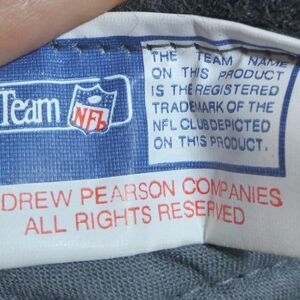 Team NFL
THE TEAM NAME
ON THIS PRODUCT
IS THE REGISTERED
TRADEMARK OF THE
NFL CLUB DEPICTED
ON THIS PRODUCT.
DREW PEARSON COMPANIES
ALL RIGHTS RESERVED